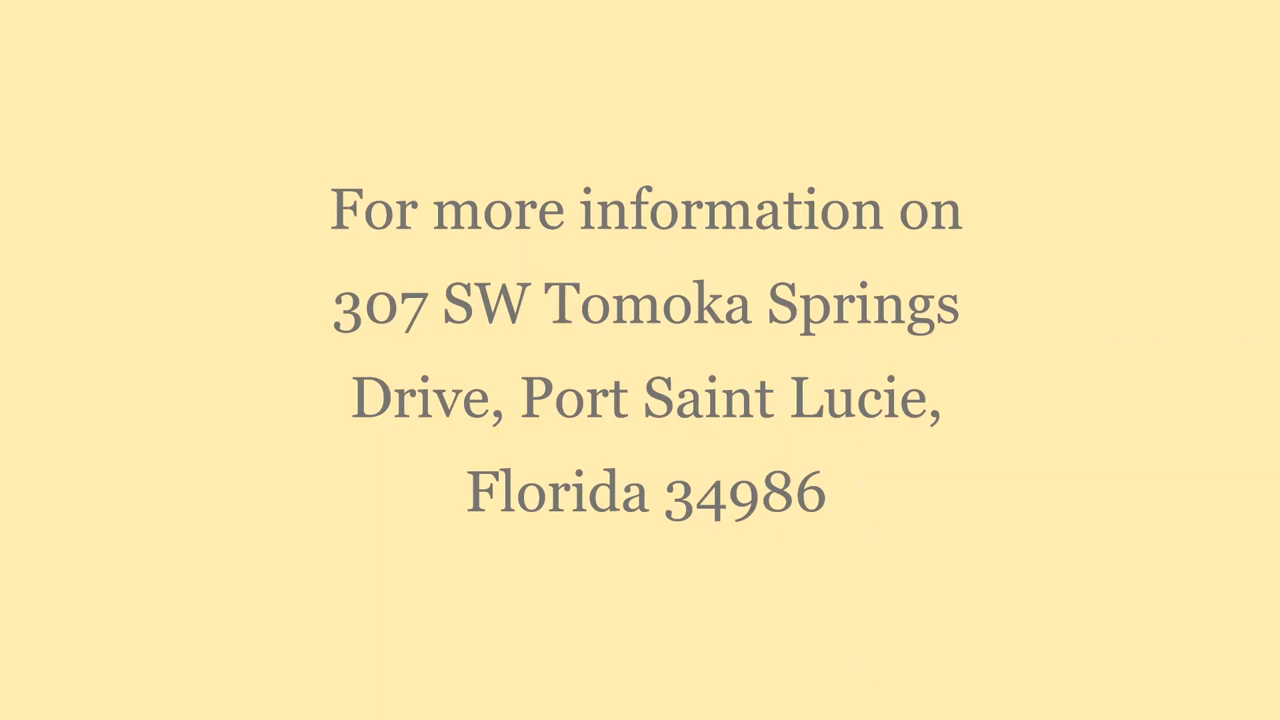 For more information on
307 SW Tomoka Springs
Drive, Port Saint Lucie,
Florida 34986